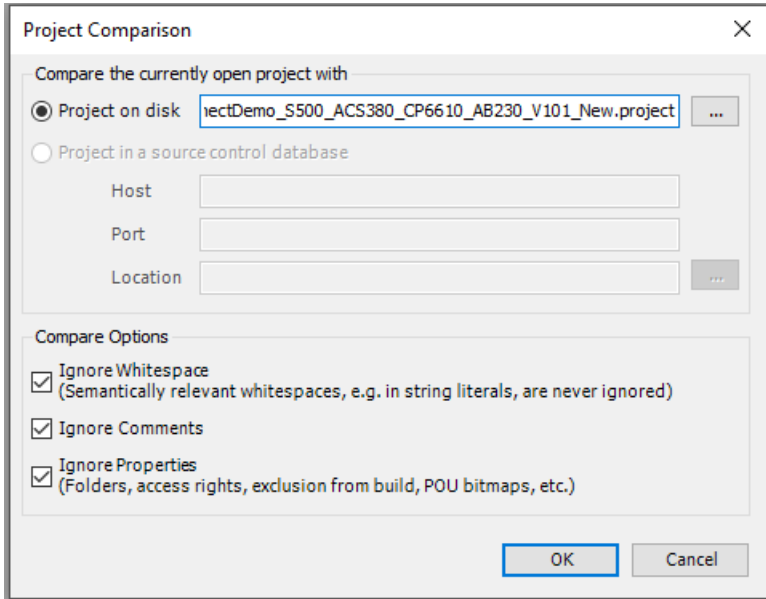 Project Comparison
Compare the currently open project with
Project on disk
nectDemo_S500_ACS380_CP6610_AB230_V101_New.project
...
Project in a source control database
Host
Port
Location
...
Compare Options
Ignore Whitespace
(Semantically relevant whitespaces, e.g. in string literals, are never ignored)
Ignore Comments
Ignore Properties
(Folders, access rights, exclusion from build, POU bitmaps, etc.)
OK
Cancel